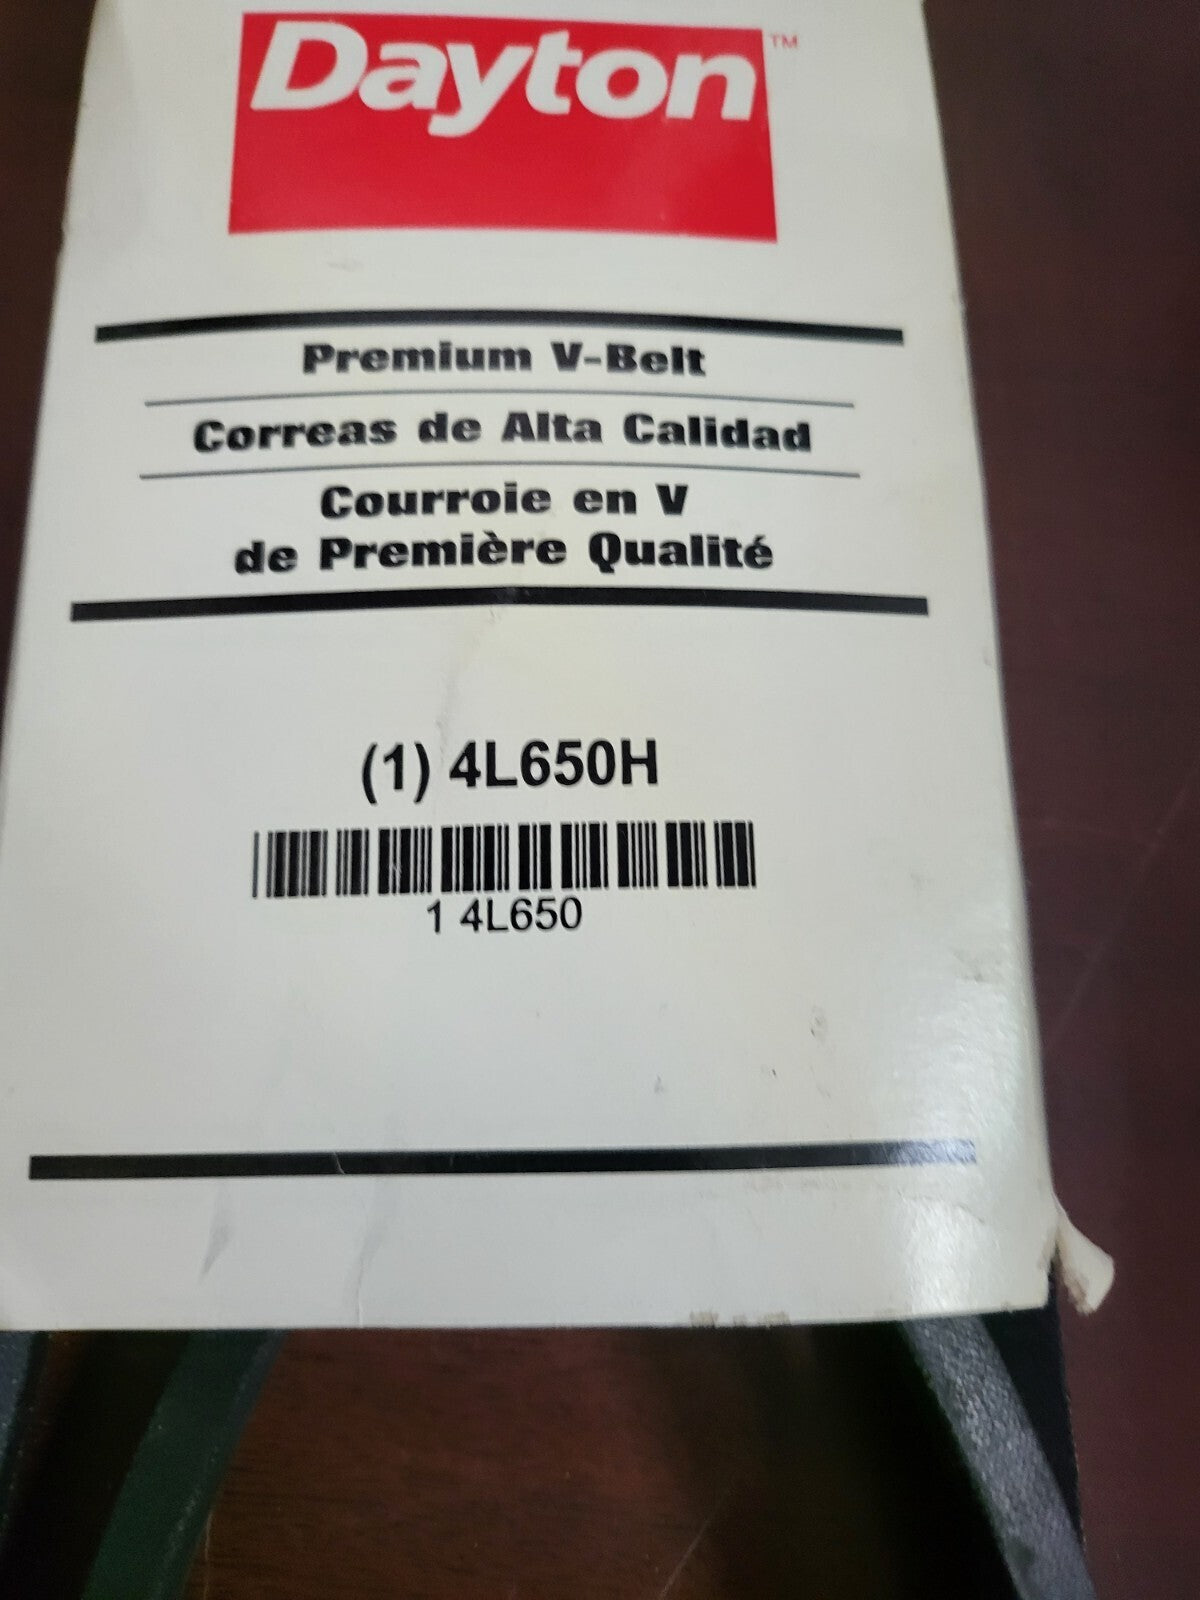 Dayton™
Premium V-Belt
Correas de Alta Calidad
Courroie en V
de Première Qualité
(1) 4L650H
1 4L650